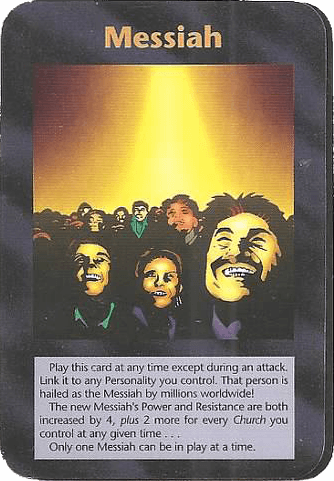 Messiah
Play this card at any time except during an attack.
Link it to any Personality you control. That person is
hailed as the Messiah by millions worldwide!
The new Messiah's Power and Resistance are both
increased by 4, plus 2 more for every Church you
control at any given time . . .
Only one Messiah can be in play at a time.